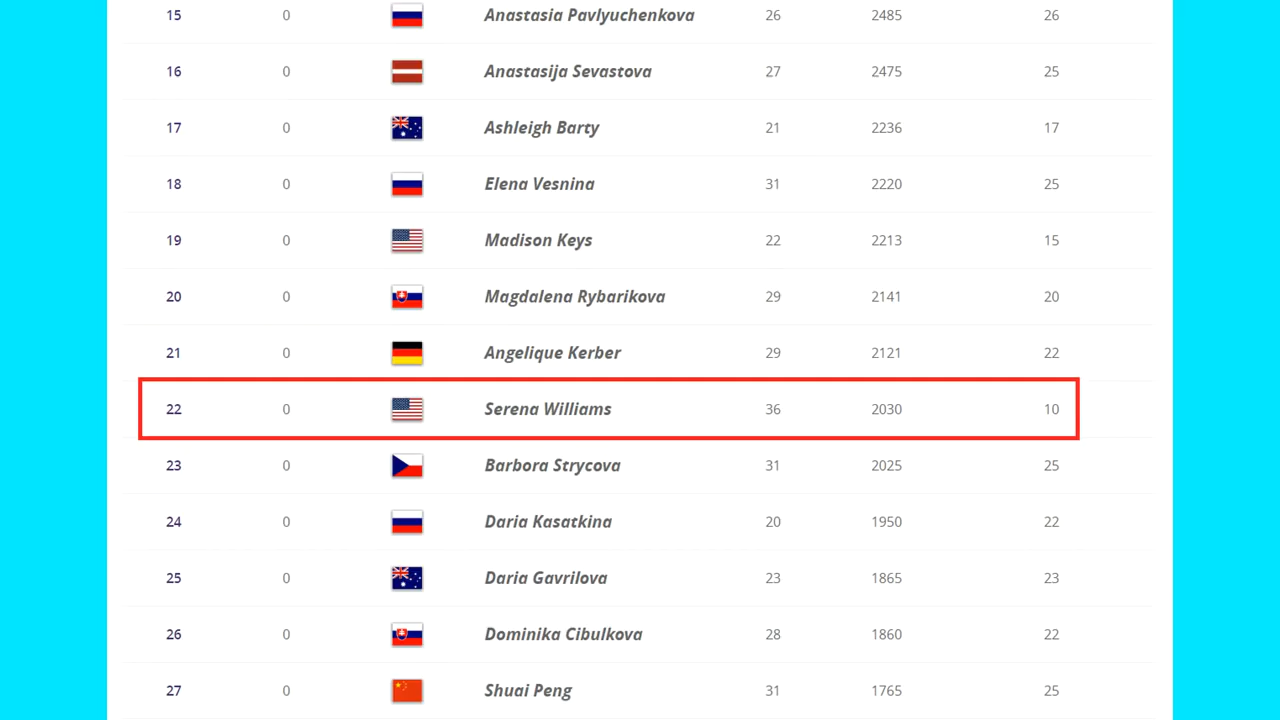 15 0 Anastasia Pavlyuchenkova 26 2485 26
16 0 Anastasija Sevastova 27 2475 25
17 0 Ashleigh Barty 21 2236 17
18 0 Elena Vesnina 31 2220 25
19 0 Madison Keys 22 2213 15
20 0 Magdalena Rybarikova 29 2141 20
21 0 Angelique Kerber 29 2121 22
22 0 Serena Williams 36 2030 10
23 0 Barbora Strycova 31 2025 25
24 0 Daria Kasatkina 20 1950 22
25 0 Daria Gavrilova 23 1865 23
26 0 Dominika Cibulkova 28 1860 22
27 0 Shuai Peng 31 1765 25